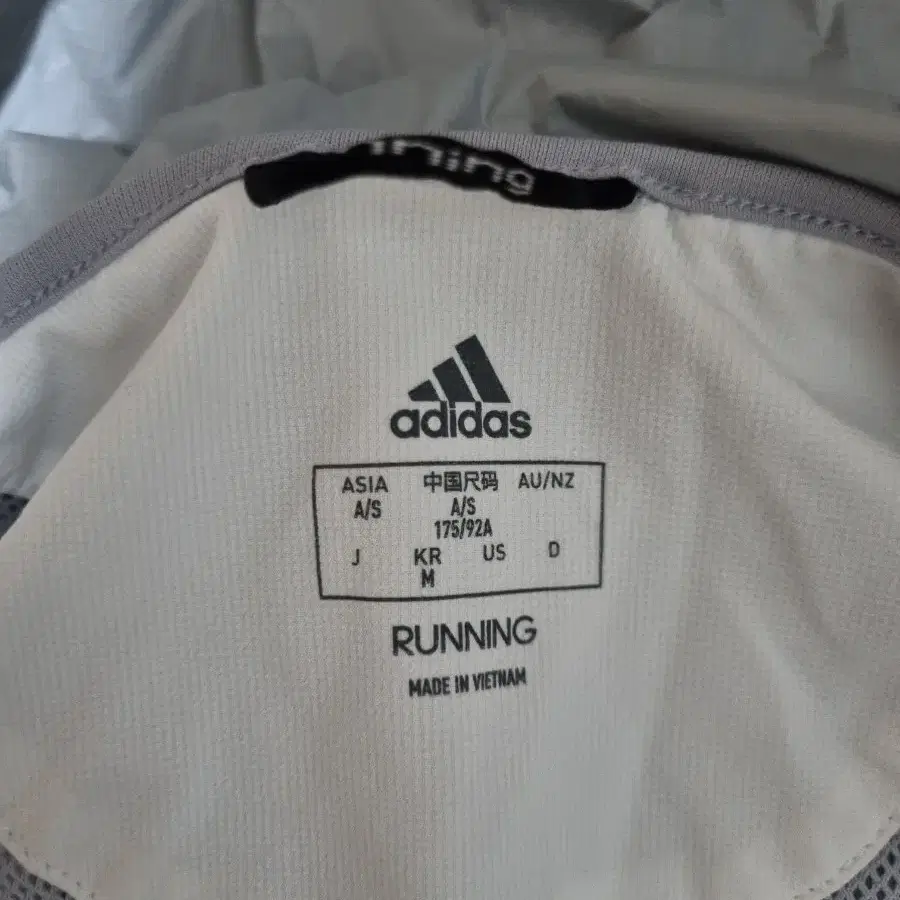 adidas
ASIA 中国尺码 AU/NZ
A/S A/S
175/92A
J KR US D
M
RUNNING
MADE IN VIETNAM